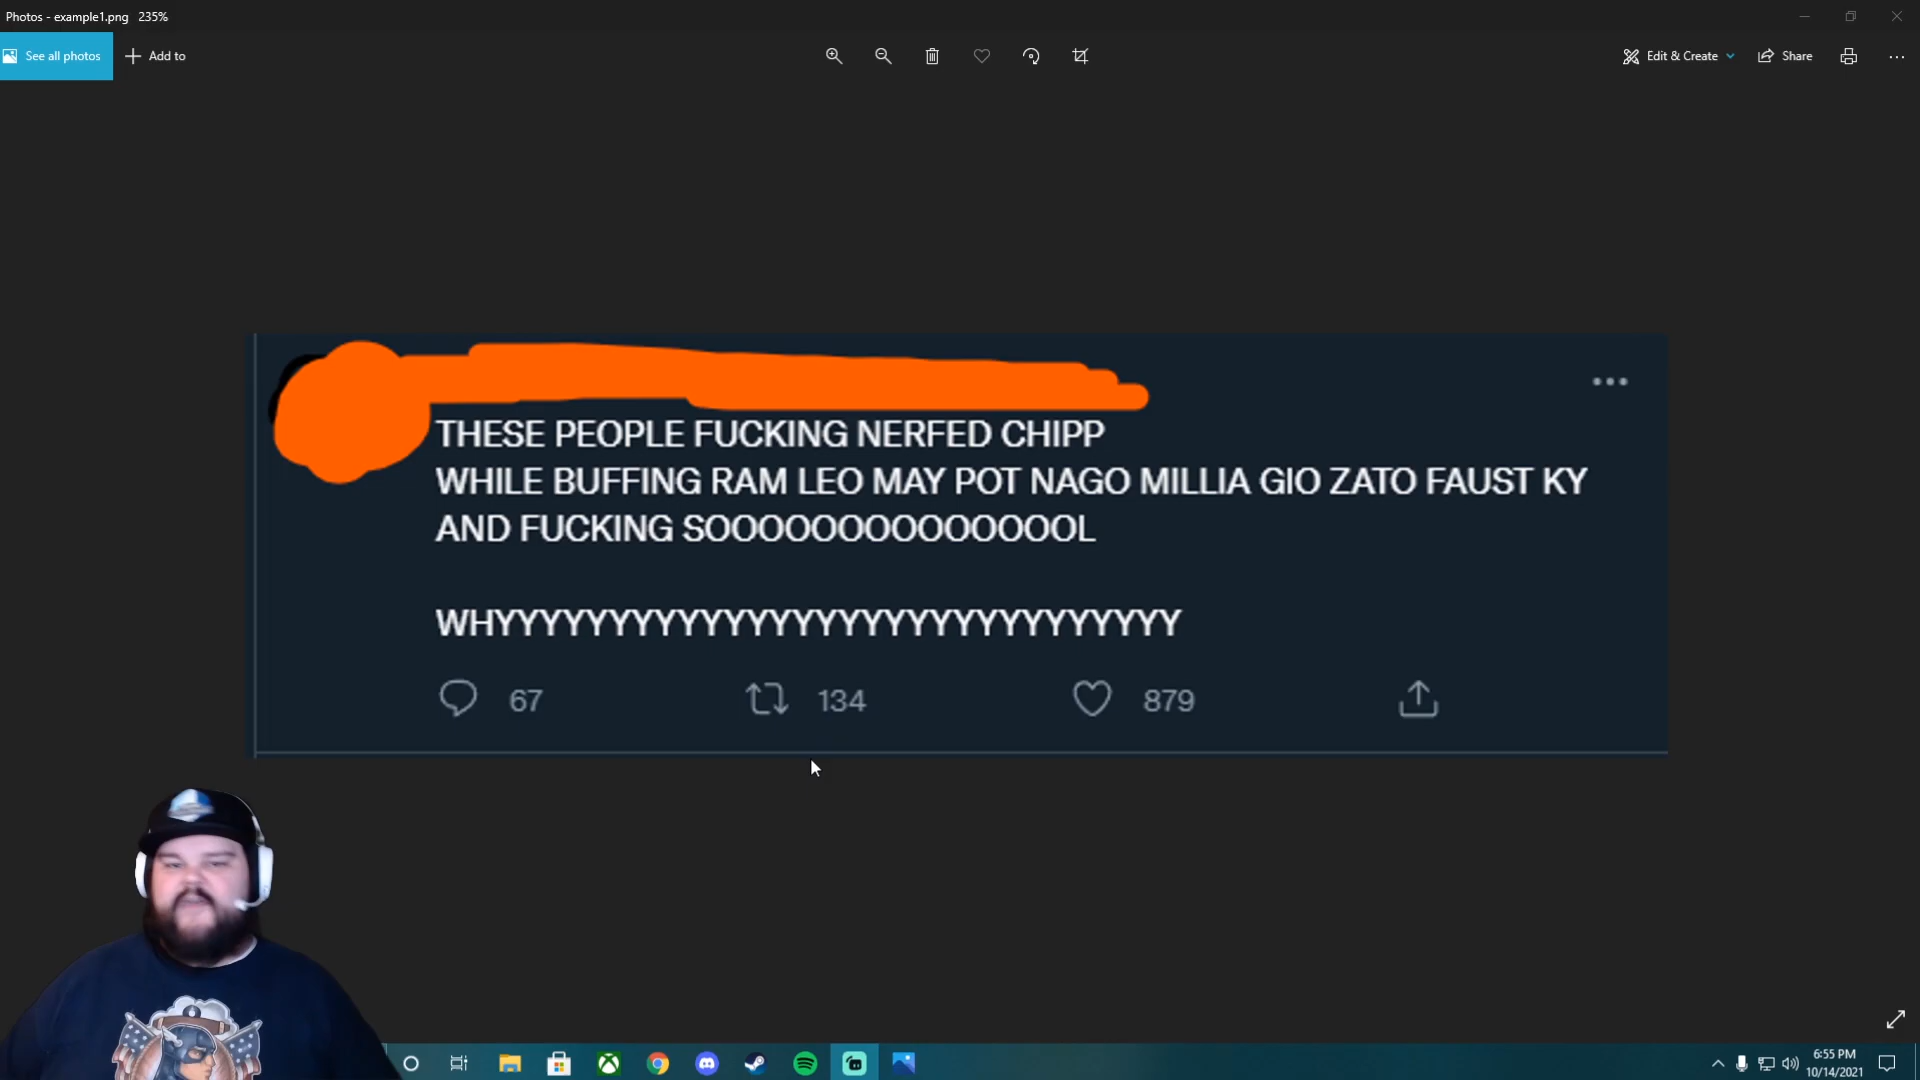 Photos - example1.png 235%
See all photos
Add to
Edit & Create
Share
THESE PEOPLE FUCKING NERFED CHIPP
WHILE BUFFING RAM LEO MAY POT NAGO MILLIA GIO ZATO FAUST KY
AND FUCKING SOOOOOOOOOOOOOOL
WHYYYYYYYYYYYYYYYYYYYYYYYYYYYYY
67
134
879
6:55 PM
10/14/2021